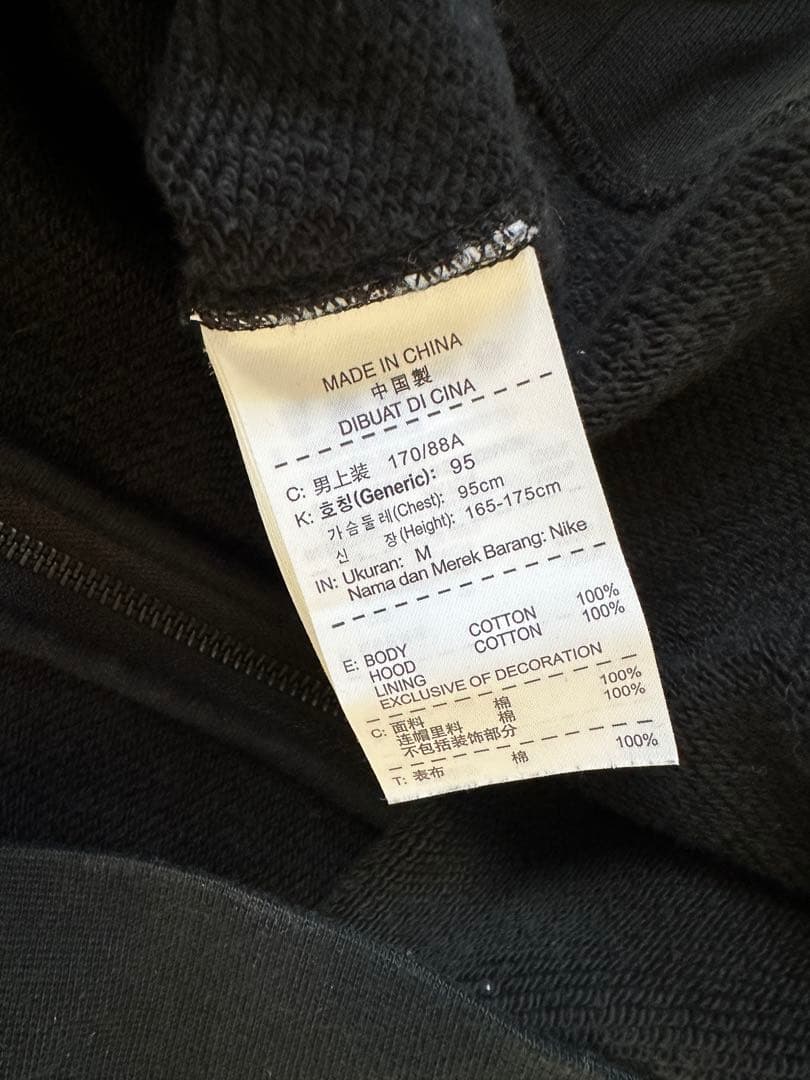 MADE IN CHINA
中国製
DIBUAT DI CINA
C: 男上装 170/88A
K: 호칭(Generic): 95
가슴둘레(Chest): 95cm
신 장(Height): 165-175cm
IN: Ukuran: M
Nama dan Merek Barang: Nike
E: BODY COTTON 100%
HOOD COTTON 100%
LINING
EXCLUSIVE OF DECORATION
C: 面料 棉 100%
连帽里料 棉 100%
不包括装饰部分
T: 表布 棉 100%